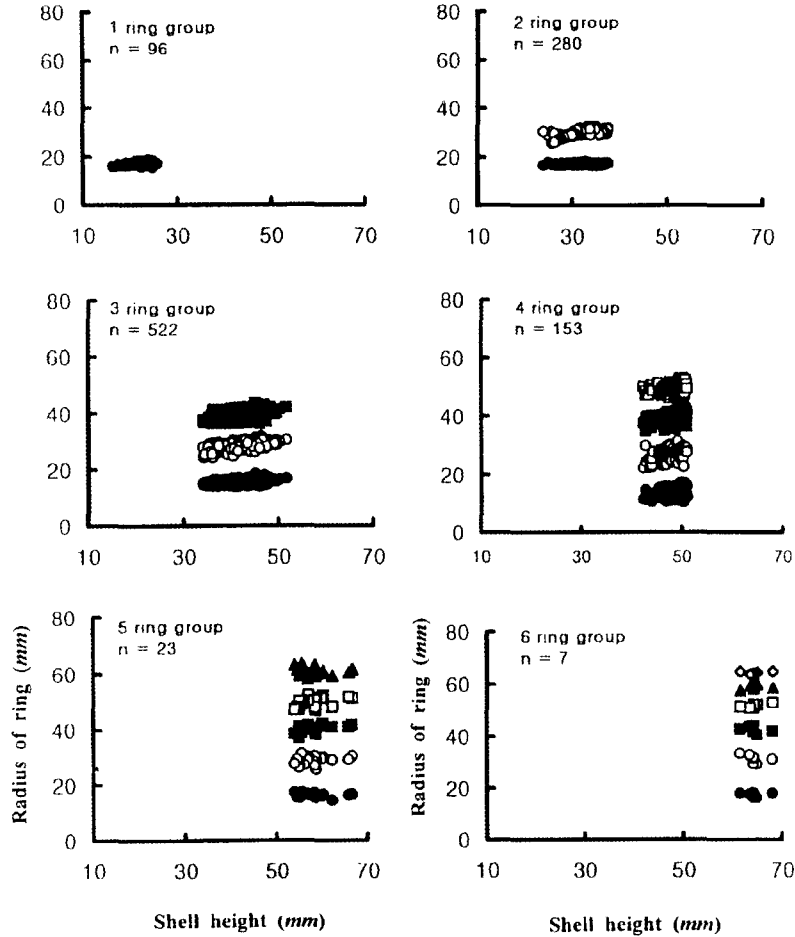 1 ring group
n = 96
80
60
40
20
0
10 30 50 70
2 ring group
n = 280
80
60
40
20
0
10 30 50 70
3 ring group
n = 522
80
60
40
20
0
10 30 50 70
4 ring group
n = 153
80
60
40
20
0
10 30 50 70
5 ring group
n = 23
80
60
40
20
0
10 30 50 70
Radius of ring (mm)
Shell height (mm)
6 ring group
n = 7
80
60
40
20
0
10 30 50 70
Radius of ring (mm)
Shell height (mm)